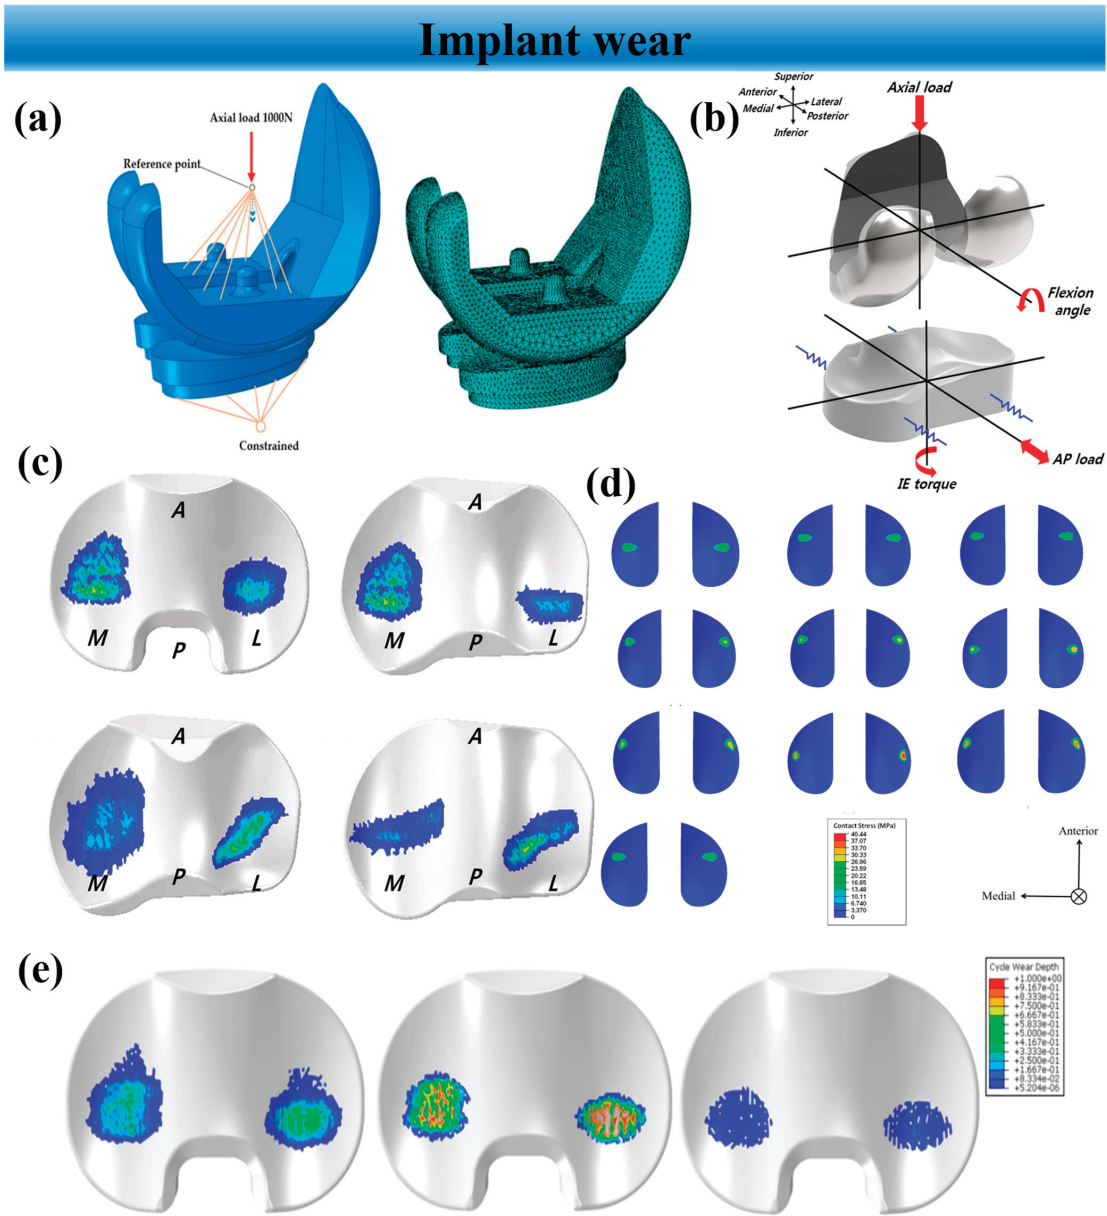 Implant wear
(a)
Axial load 1000N
Reference point
Constrained
(b)
Superior
Anterior
Lateral
Medial
Posterior
Inferior
Axial load
Flexion
angle
AP load
IE torque
(c)
A
M
P
L
A
M
P
L
A
M
P
L
A
M
P
L
(d)
Contact Stress (MPa)
40.44
37.07
33.70
30.33
26.96
23.59
20.22
16.85
13.48
10.11
6.740
3.370
0
Anterior
Medial
(e)
Cycle Wear Depth
+1.000e+00
+9.167e-01
+8.333e-01
+7.500e-01
+6.667e-01
+5.833e-01
+5.000e-01
+4.167e-01
+3.333e-01
+2.500e-01
+1.667e-01
+8.334e-02
+5.204e-06